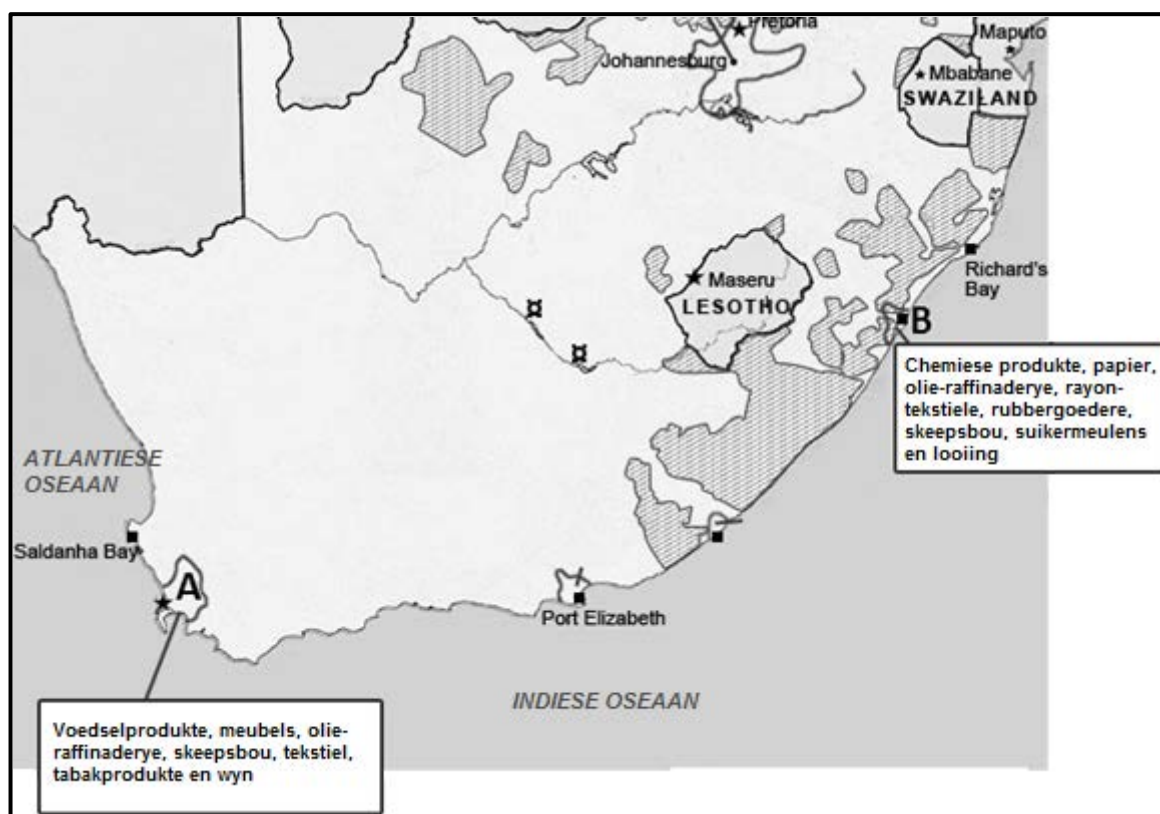 Pretoria
Maputo
Johannesburg
Mbabane
SWAZILAND
Maseru
LESOTHO
Richard's
Bay
B
Chemiese produkte, papier,
olie-raffinaderye, rayon-
tekstiele, rubbergoedere,
skeepsbou, suikermeulens
en looiing
ATLANTIESE
OSEAAN
Saldanha Bay
A
Port Elizabeth
INDIESE OSEAAN
Voedselprodukte, meubels, olie-
raffinaderye, skeepsbou, tekstiel,
tabakprodukte en wyn